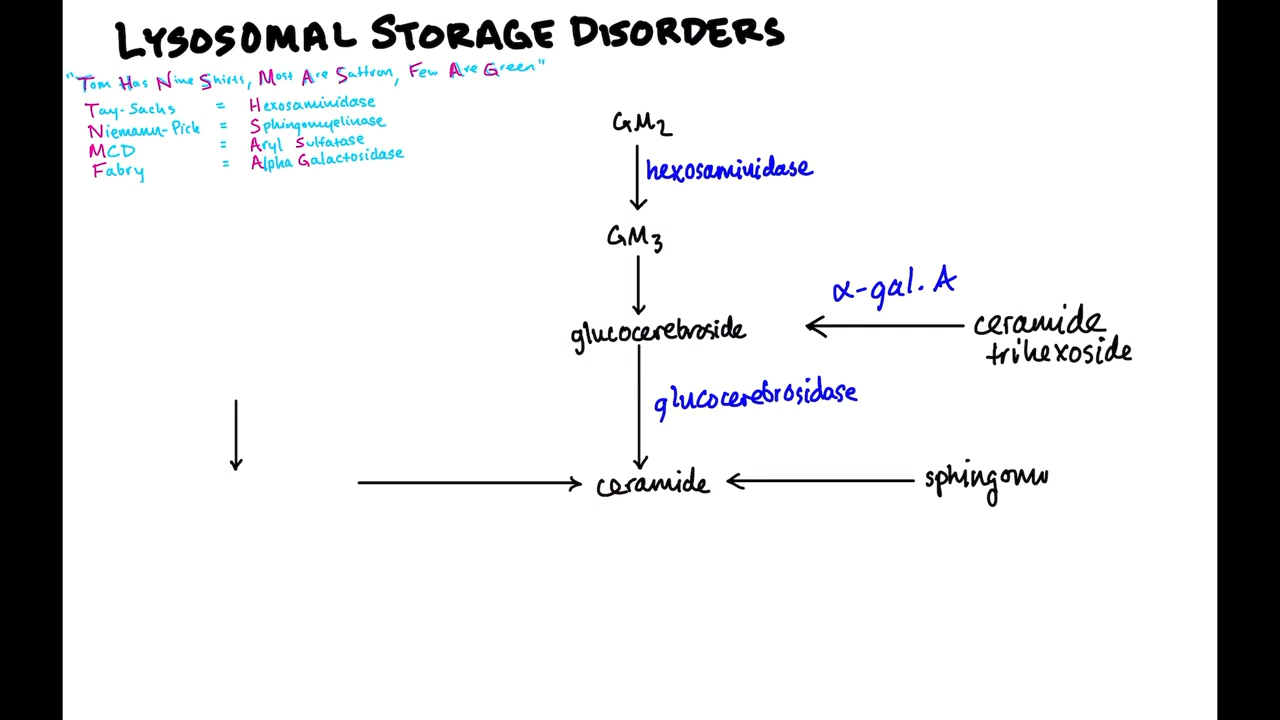 LYSOSOMAL STORAGE DISORDERS
"Tom Has Nine Shirts, Most Are Saffron, Few Are Green"
Tay-Sachs = Hexosaminidase
Niemann-Pick = Sphingomyelinase
MCD = Aryl Sulfatase
Fabry = Alpha Galactosidase
GM2
hexosaminidase
GM3
α-gal. A
glucocerebroside
ceramide
trihexoside
glucocerebrosidase
ceramide